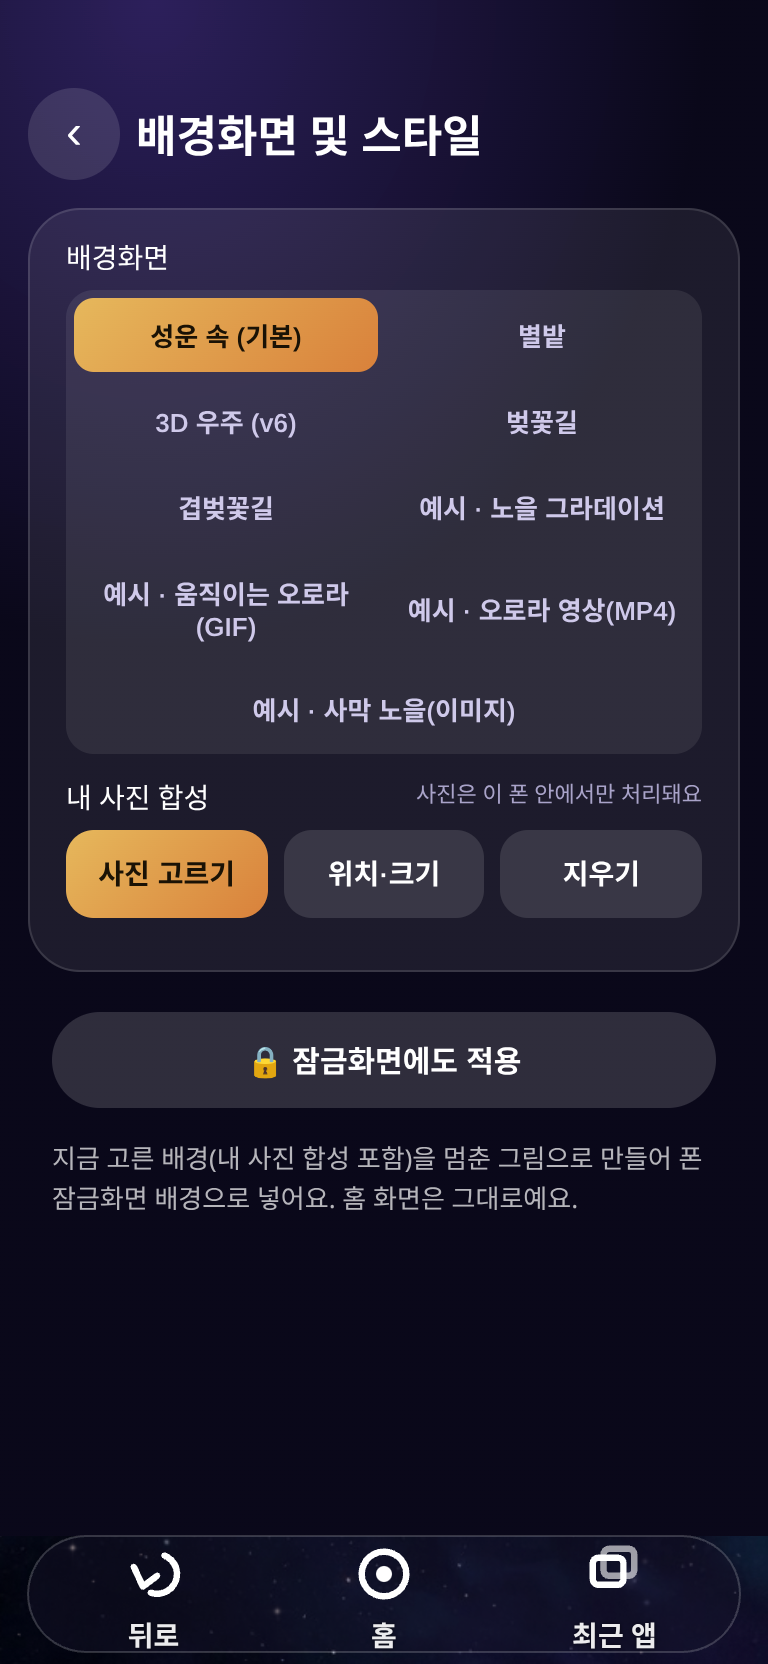 ‹ 배경화면 및 스타일
배경화면
성운 속 (기본)
별밭
3D 우주 (v6)
벚꽃길
겹벚꽃길
예시 · 노을 그라데이션
예시 · 움직이는 오로라
(GIF)
예시 · 오로라 영상(MP4)
예시 · 사막 노을(이미지)
내 사진 합성
사진은 이 폰 안에서만 처리돼요
사진 고르기
위치·크기
지우기
🔒 잠금화면에도 적용
지금 고른 배경(내 사진 합성 포함)을 멈춘 그림으로 만들어 폰
잠금화면 배경으로 넣어요. 홈 화면은 그대로예요.
뒤로
홈
최근 앱